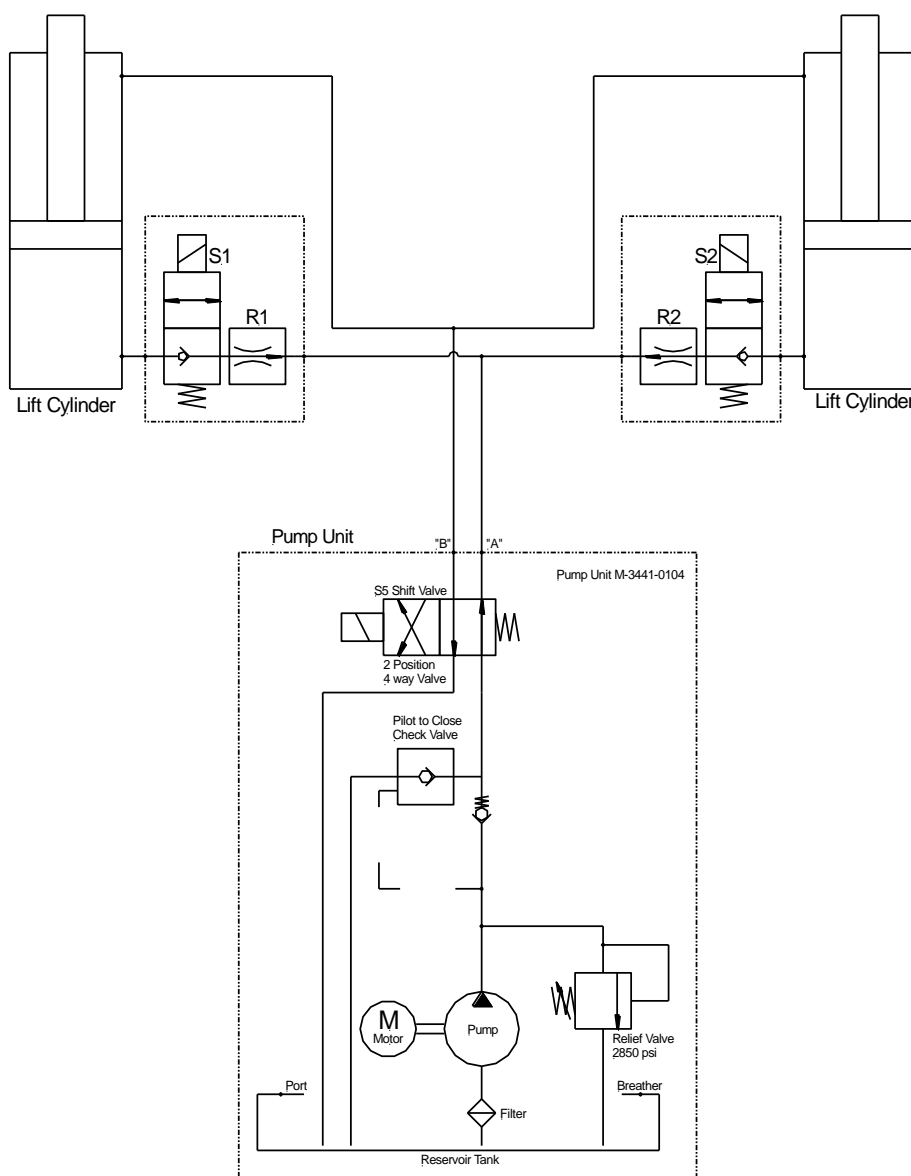 S1
S2
R1
R2
Lift Cylinder
Lift Cylinder
Pump Unit
"B"
"A"
Pump Unit M-3441-0104
S5 Shift Valve
2 Position
4 way Valve
Pilot to Close
Check Valve
M
Motor
Pump
Relief Valve
2850 psi
Port
Breather
Filter
Reservoir Tank